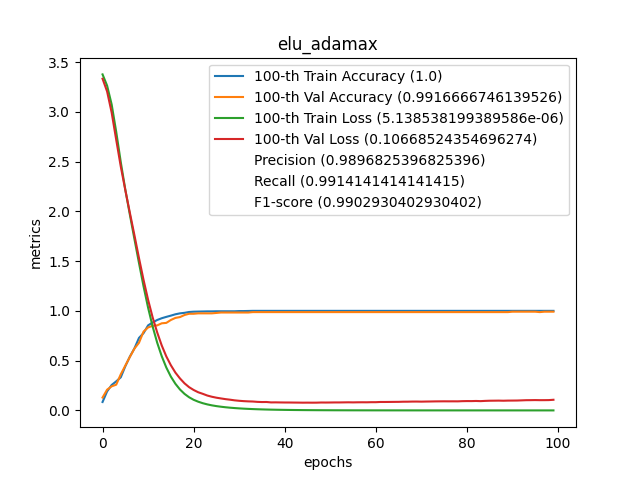 elu_adamax
3.5
3.0
2.5
2.0
1.5
1.0
0.5
0.0
metrics
100-th Train Accuracy (1.0)
100-th Val Accuracy (0.9916666746139526)
100-th Train Loss (5.138538199389586e-06)
100-th Val Loss (0.10668524354696274)
Precision (0.9896825396825396)
Recall (0.9914141414141415)
F1-score (0.9902930402930402)
0 20 40 60 80 100
epochs